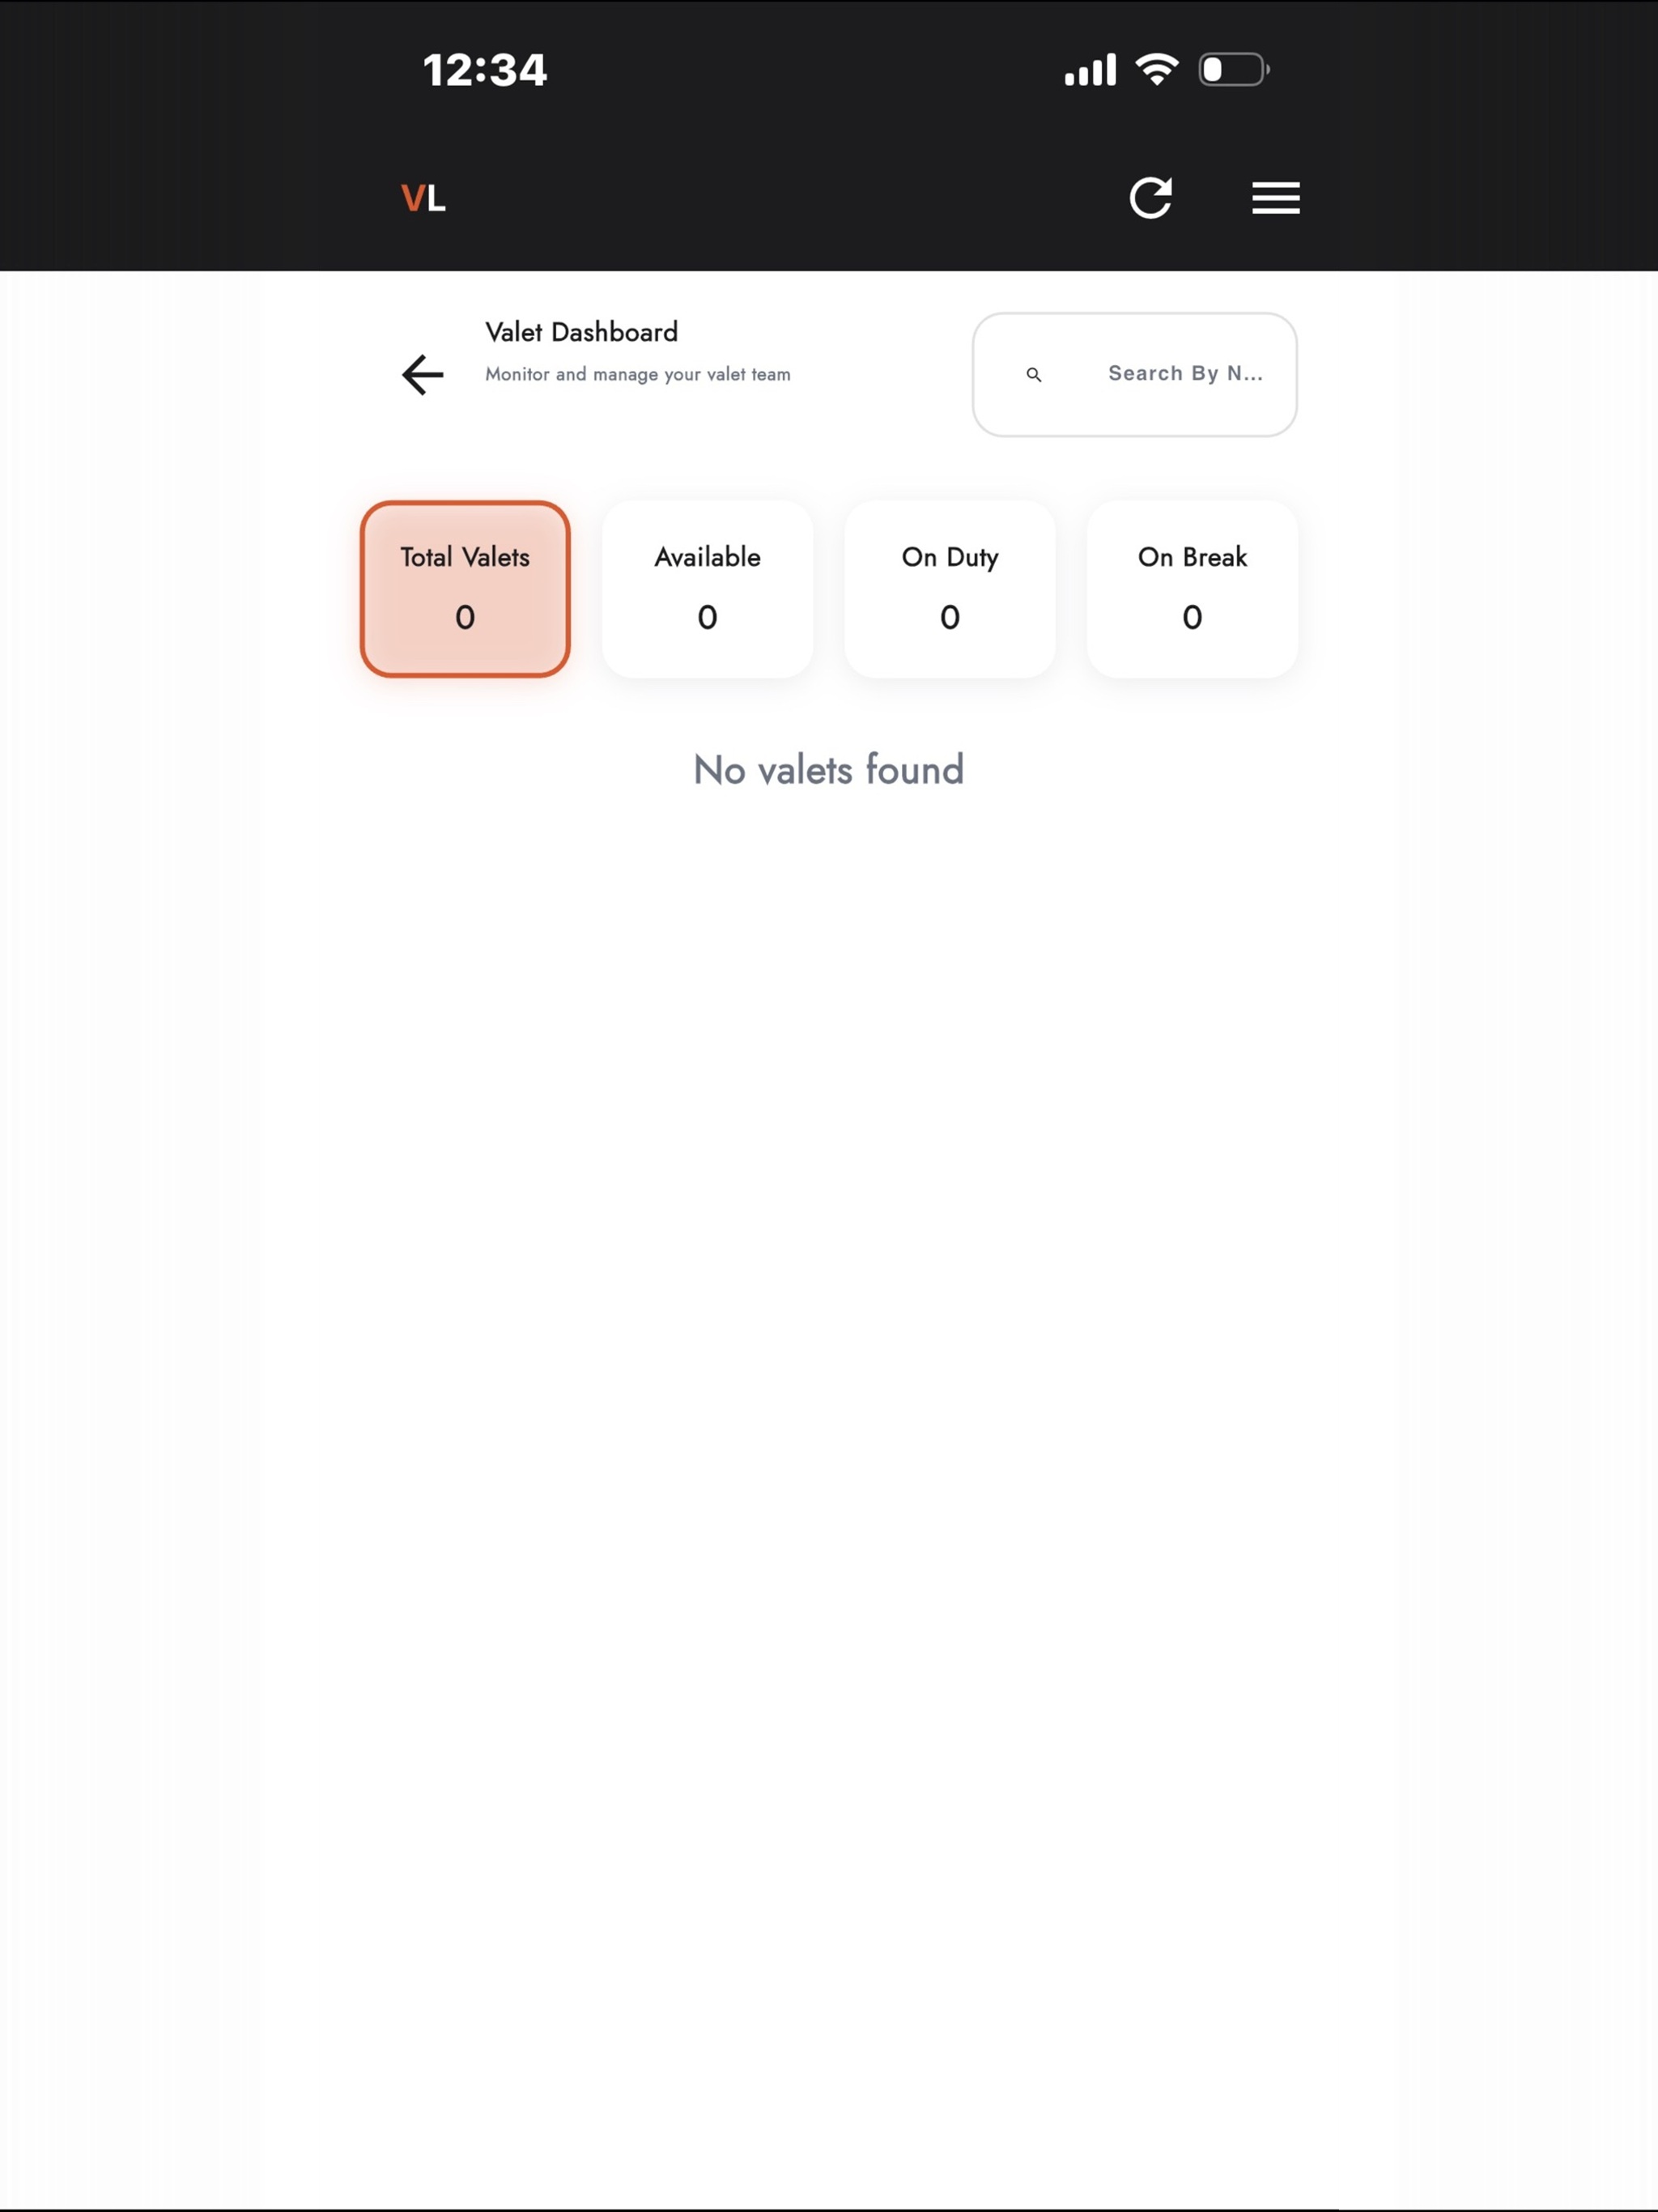 12:34
VL
Valet Dashboard
Monitor and manage your valet team
Search By N...
Total Valets
0
Available
0
On Duty
0
On Break
0
No valets found